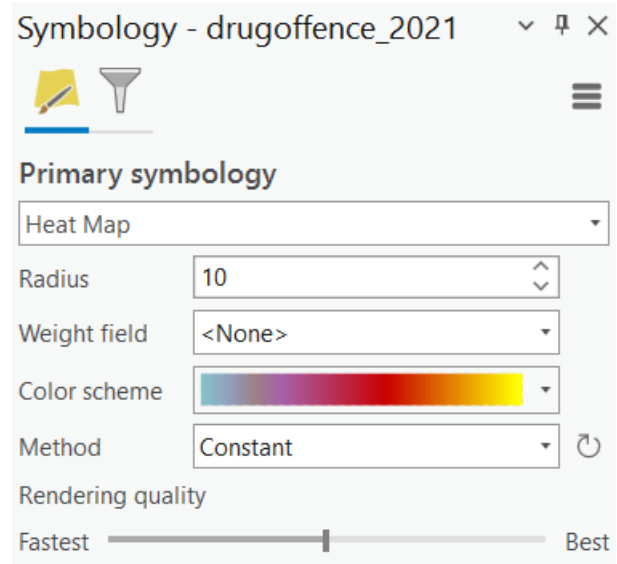 Symbology - drugoffence_2021
Primary symbology
Heat Map
Radius 10
Weight field <None>
Color scheme
Method Constant
Rendering quality
Fastest Best